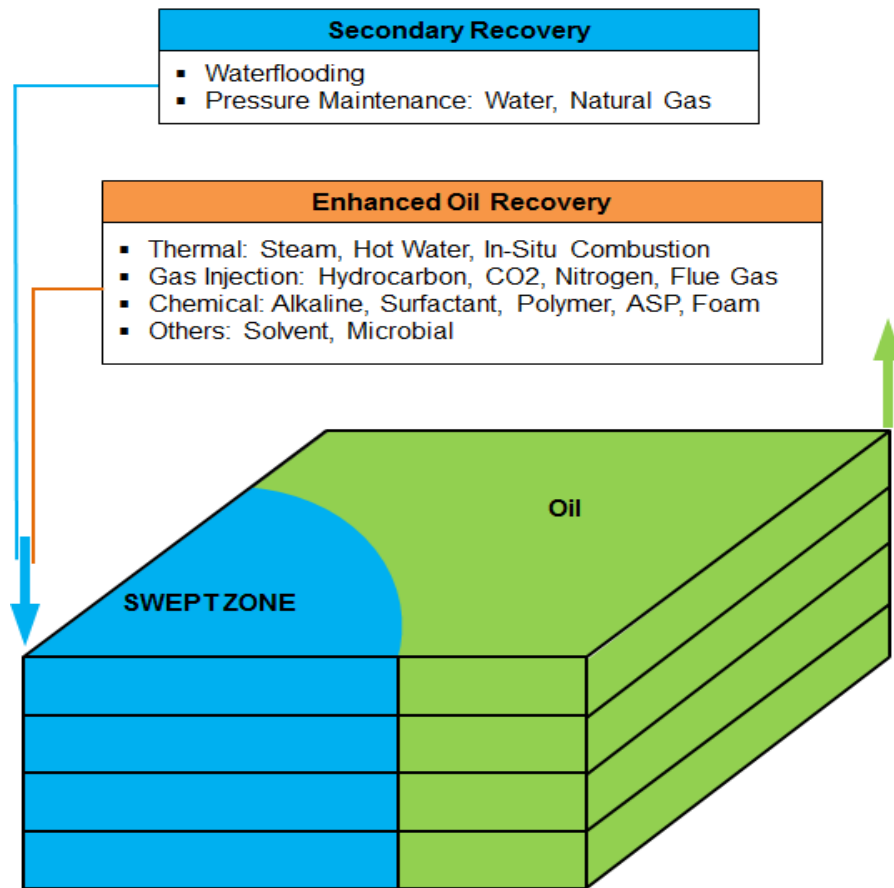 Secondary Recovery
▪ Waterflooding
▪ Pressure Maintenance: Water, Natural Gas
Enhanced Oil Recovery
▪ Thermal: Steam, Hot Water, In-Situ Combustion
▪ Gas Injection: Hydrocarbon, CO2, Nitrogen, Flue Gas
▪ Chemical: Alkaline, Surfactant, Polymer, ASP, Foam
▪ Others: Solvent, Microbial
Oil
SWEPT ZONE